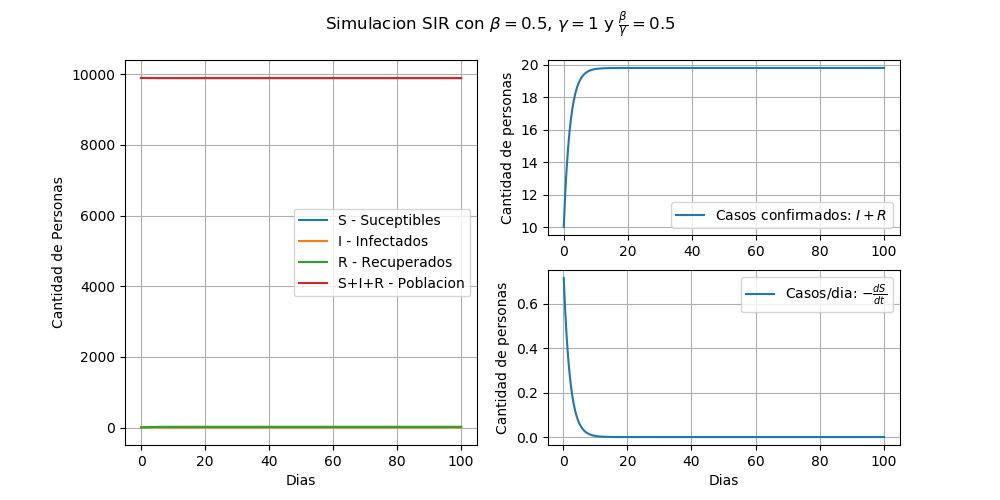 Simulacion SIR con β = 0.5, γ = 1 y β/γ = 0.5
Cantidad de Personas
10000
8000
6000
4000
2000
0
S - Suceptibles
I - Infectados
R - Recuperados
S+I+R - Poblacion
0 20 40 60 80 100
Dias
Cantidad de personas
20
18
16
14
12
10
Casos confirmados: I + R
0 20 40 60 80 100
Cantidad de personas
0.6
0.4
0.2
0.0
Casos/dia: −dS/dt
0 20 40 60 80 100
Dias